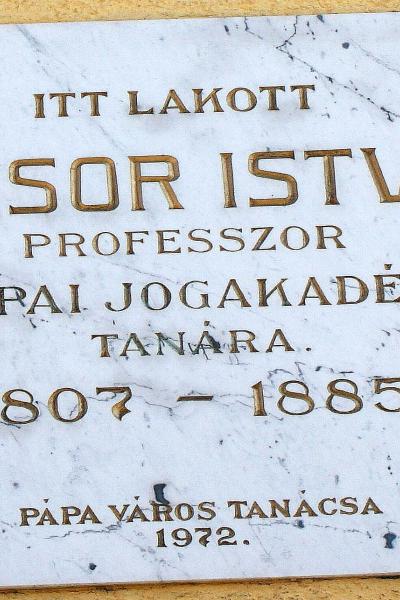 ITT LAKOTT
SOR ISTV
PROFESSZOR
PAI JOGAKADÉ
TANÁRA.
807 – 1885
PÁPA VÁROS TANÁCSA
1972.